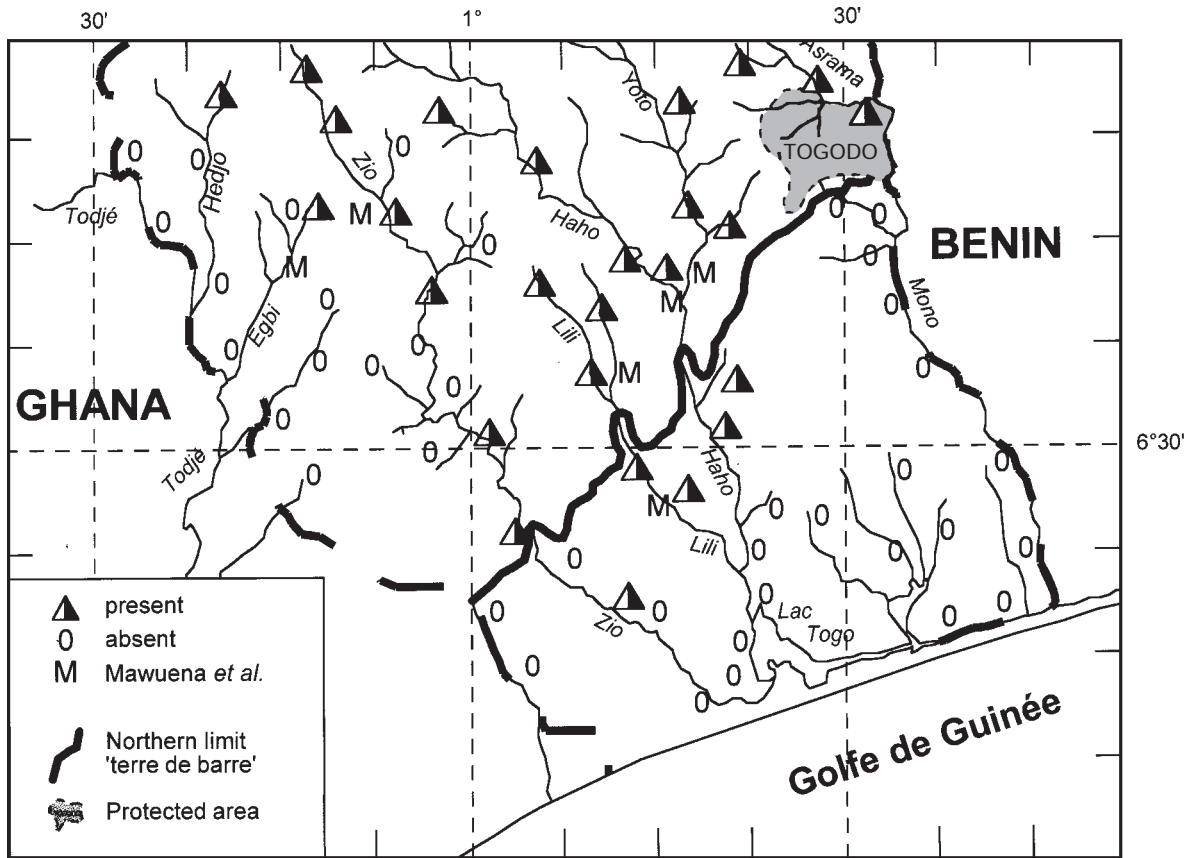 30'
1°
30'
Asrama
Yoto
TOGODO
Zio
Hedjo
M
Todjé
Haho
BENIN
M
M
Mono
M
Egbi
Lili
M
GHANA
6°30'
Todjé
Haho
M
Lili
present
0 absent
M Mawuena et al.
Zio
Lac
Togo
Northern limit
'terre de barre'
Protected area
Golfe de Guinée